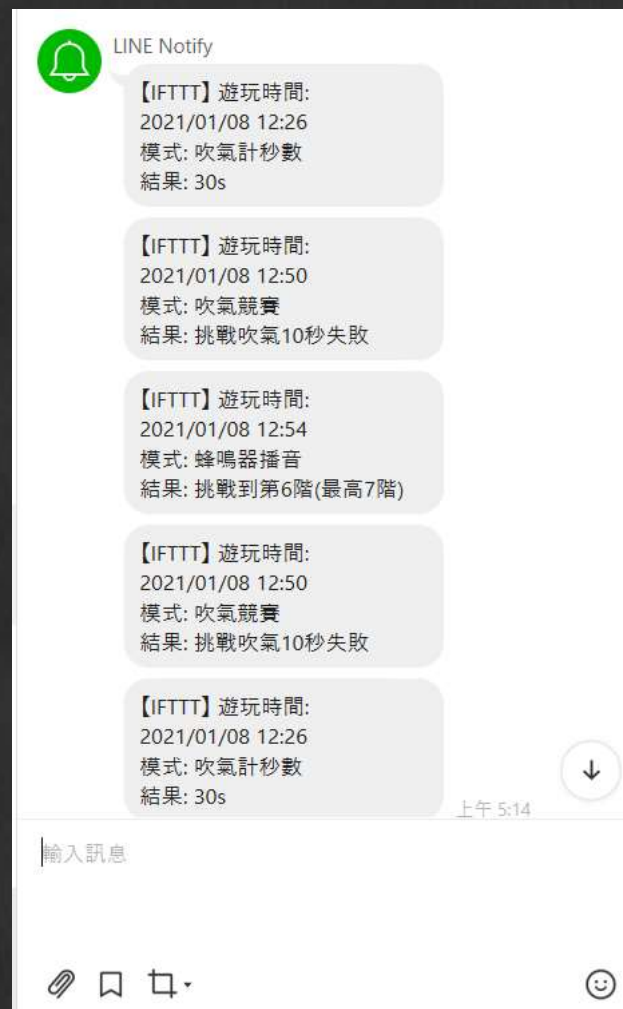 LINE Notify
【IFTTT】遊玩時間:
2021/01/08 12:26
模式: 吹氣計秒數
結果: 30s
【IFTTT】遊玩時間:
2021/01/08 12:50
模式: 吹氣競賽
結果: 挑戰吹氣10秒失敗
【IFTTT】遊玩時間:
2021/01/08 12:54
模式: 蜂鳴器播音
結果: 挑戰到第6階(最高7階)
【IFTTT】遊玩時間:
2021/01/08 12:50
模式: 吹氣競賽
結果: 挑戰吹氣10秒失敗
【IFTTT】遊玩時間:
2021/01/08 12:26
模式: 吹氣計秒數
結果: 30s
上午 5:14
輸入訊息